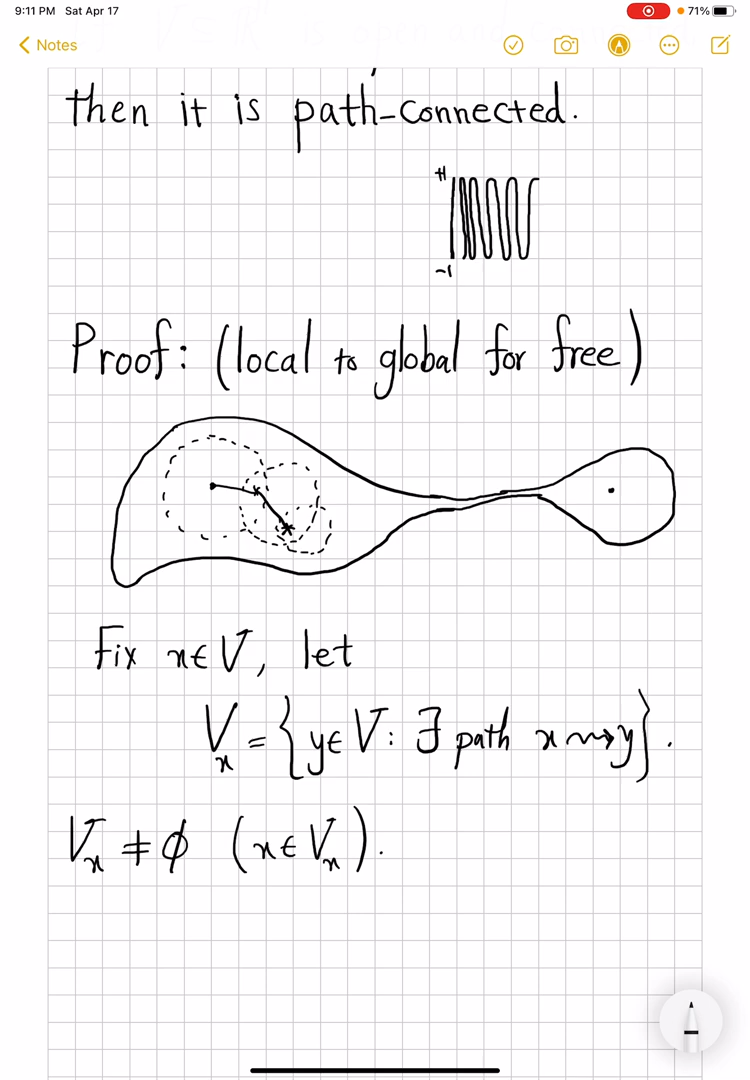 9:11 PM Sat Apr 17
71%
Notes
then it is path-connected.
+1
-1
Proof: (local to global for free)
Fix x∈V, let
Vₓ = {y∈V: ∃ path x⇝y}.
Vₓ ≠ ∅ (x∈Vₓ).